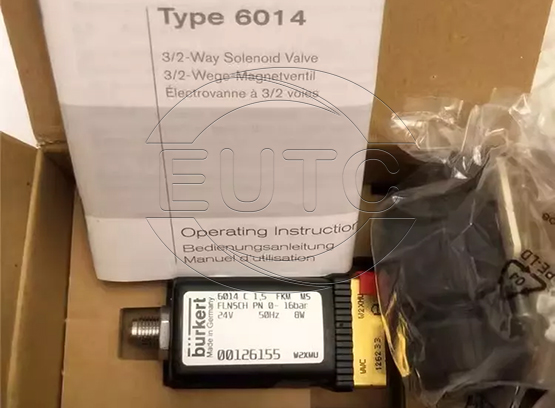 Type 6014
3/2-Way Solenoid Valve
3/2-Wege-Magnetventil
Électrovanne à 3/2 voies
EUTC
Operating Instruction
Bedienungsanleitung
Manuel d'utilisation
bürkert
Made in Germany
6014 C 1,5 FKM MS
FLNSCH PN 0- 16bar
24V 50Hz 8W
00126155 W2XMU